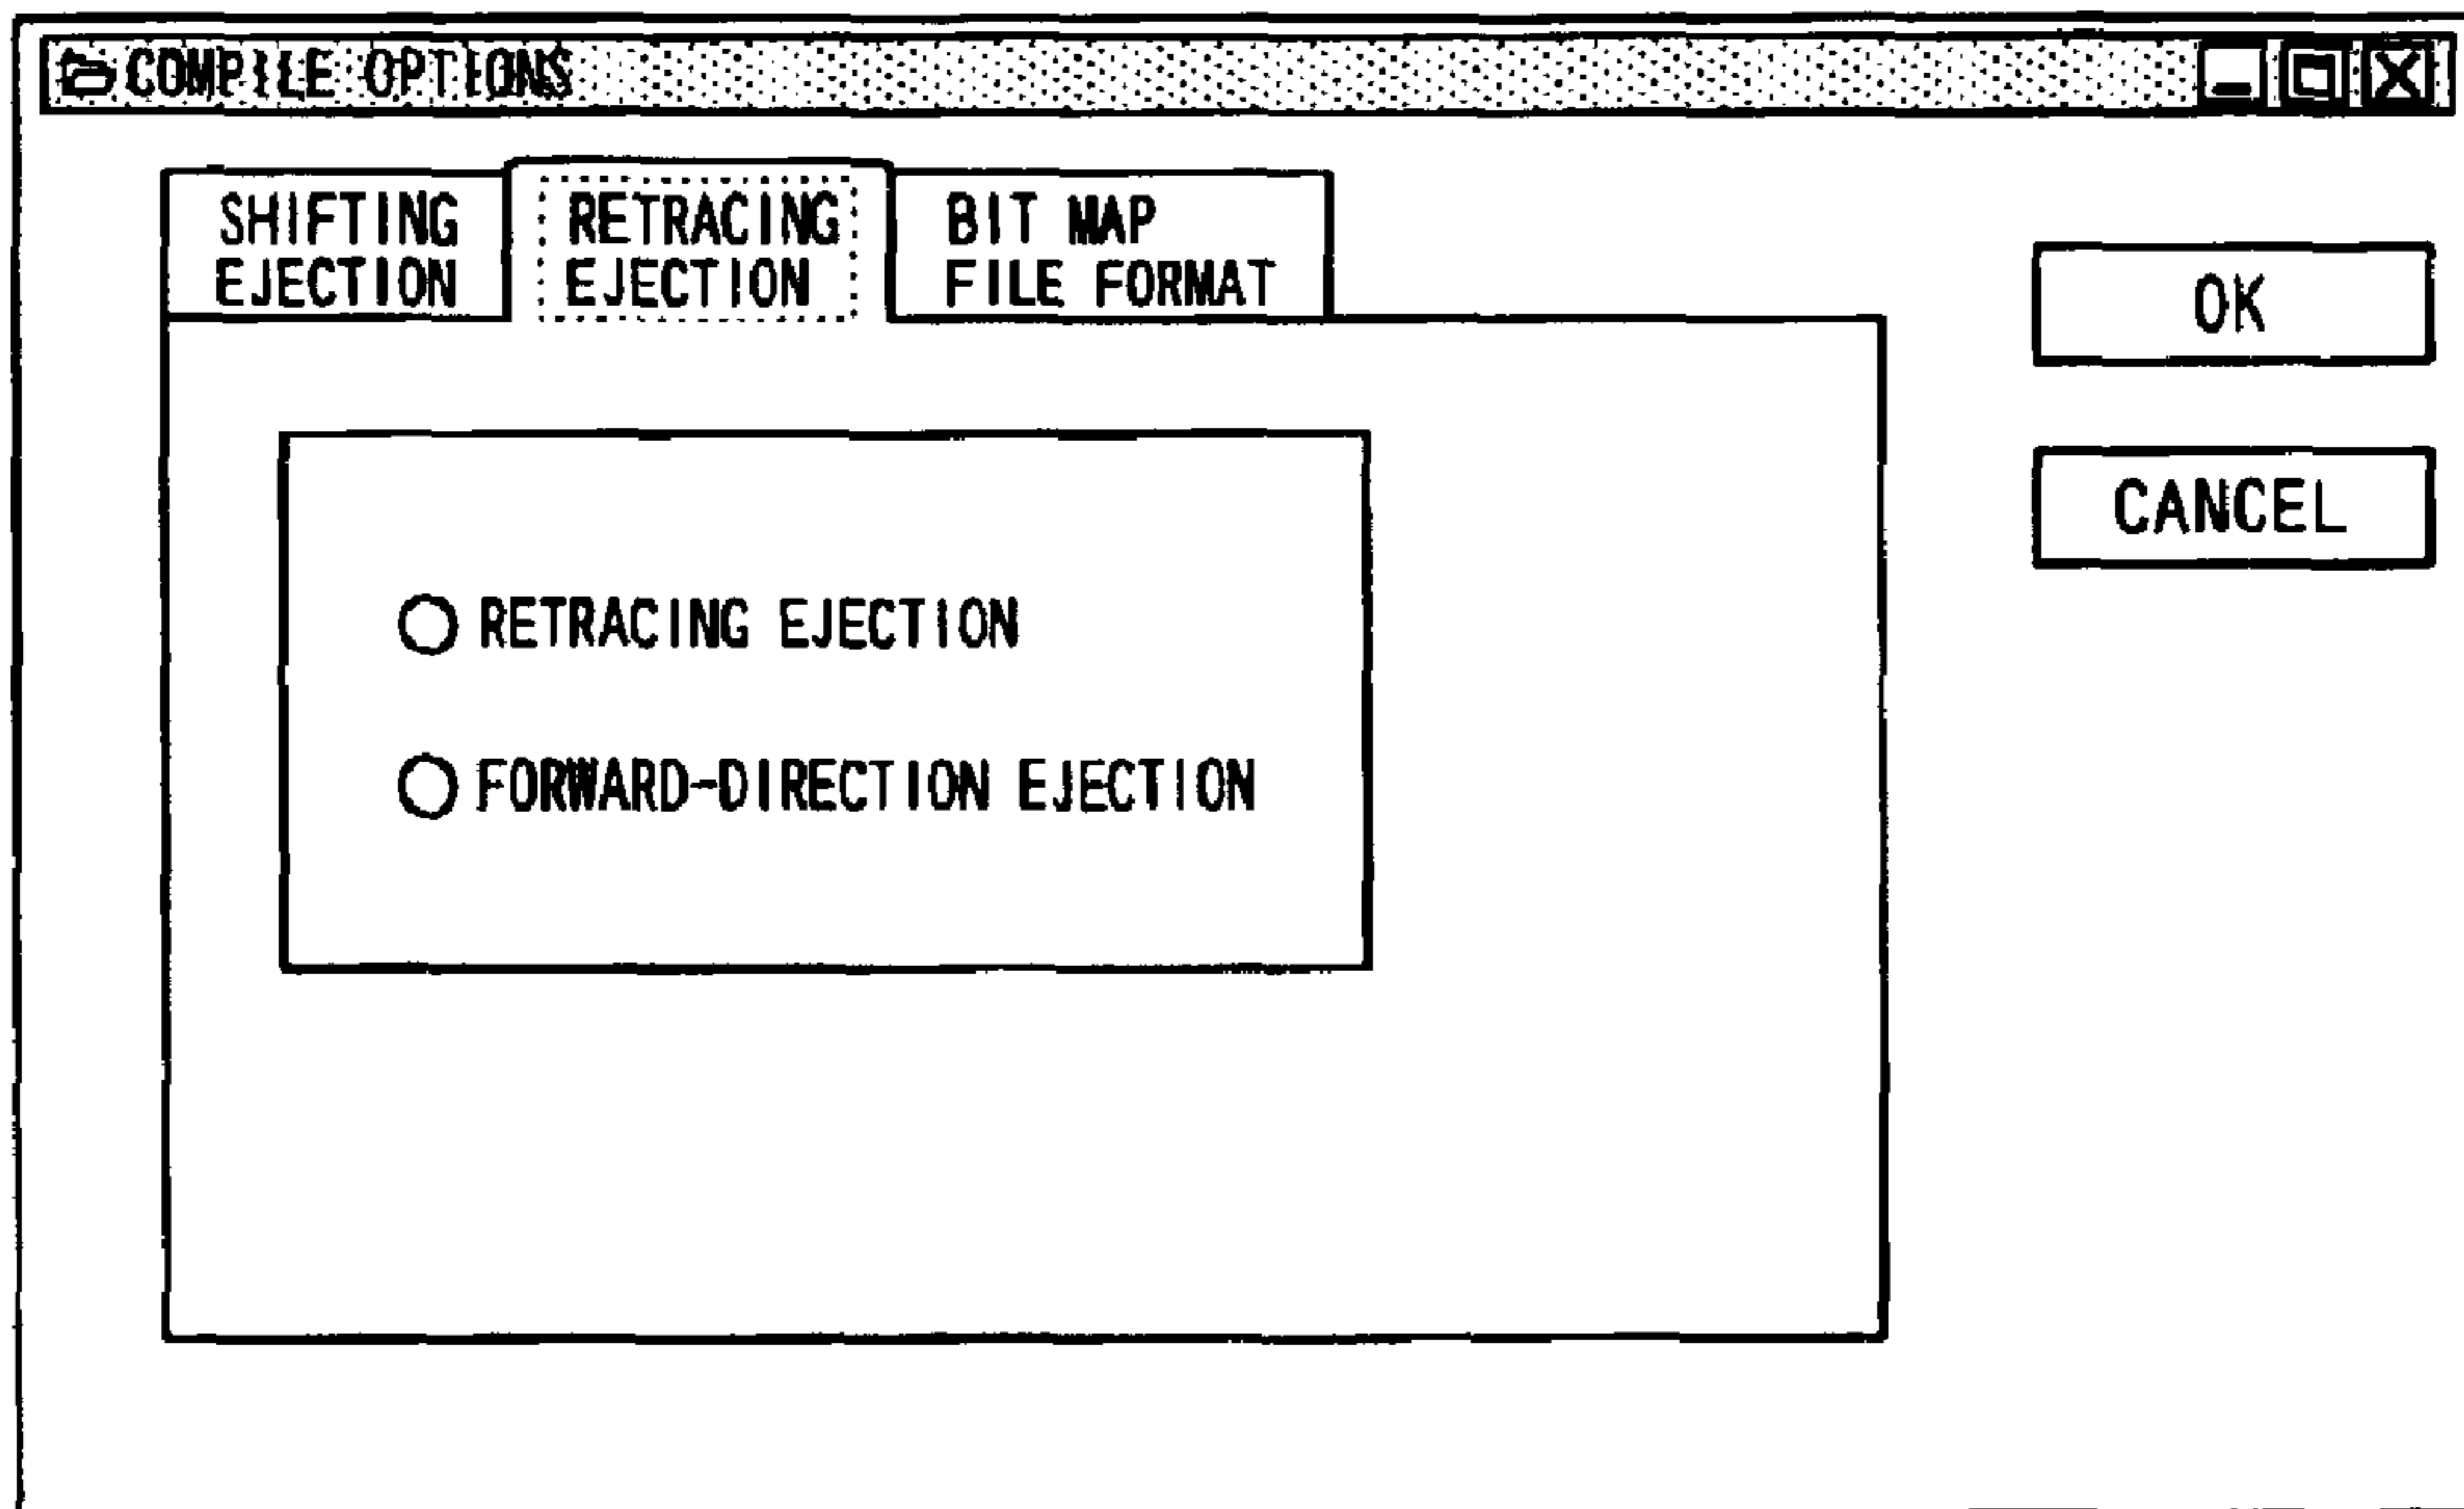 COMPILE OPTIONS
SHIFTING
EJECTION
RETRACING
EJECTION
BIT MAP
FILE FORMAT
OK
CANCEL
RETRACING EJECTION
FORWARD-DIRECTION EJECTION